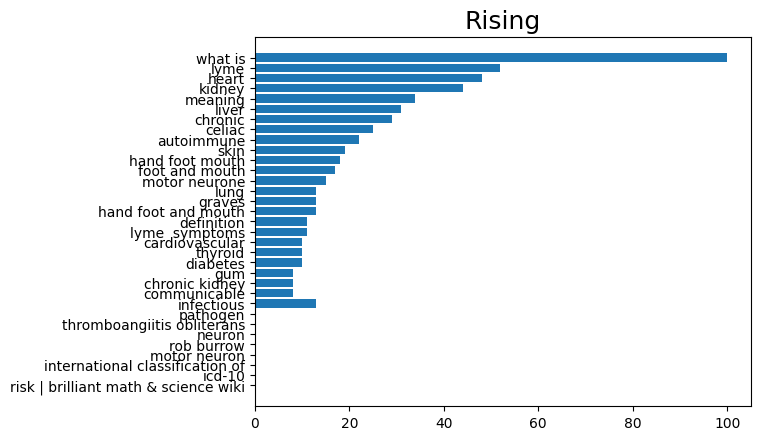 Rising
what is
lyme
heart
kidney
meaning
liver
chronic
celiac
autoimmune
skin
hand foot mouth
foot and mouth
motor neurone
lung
graves
hand foot and mouth
definition
lyme  symptoms
cardiovascular
thyroid
diabetes
gum
chronic kidney
communicable
infectious
pathogen
thromboangiitis obliterans
neuron
rob burrow
motor neuron
international classification of
icd-10
risk | brilliant math & science wiki
0 20 40 60 80 100